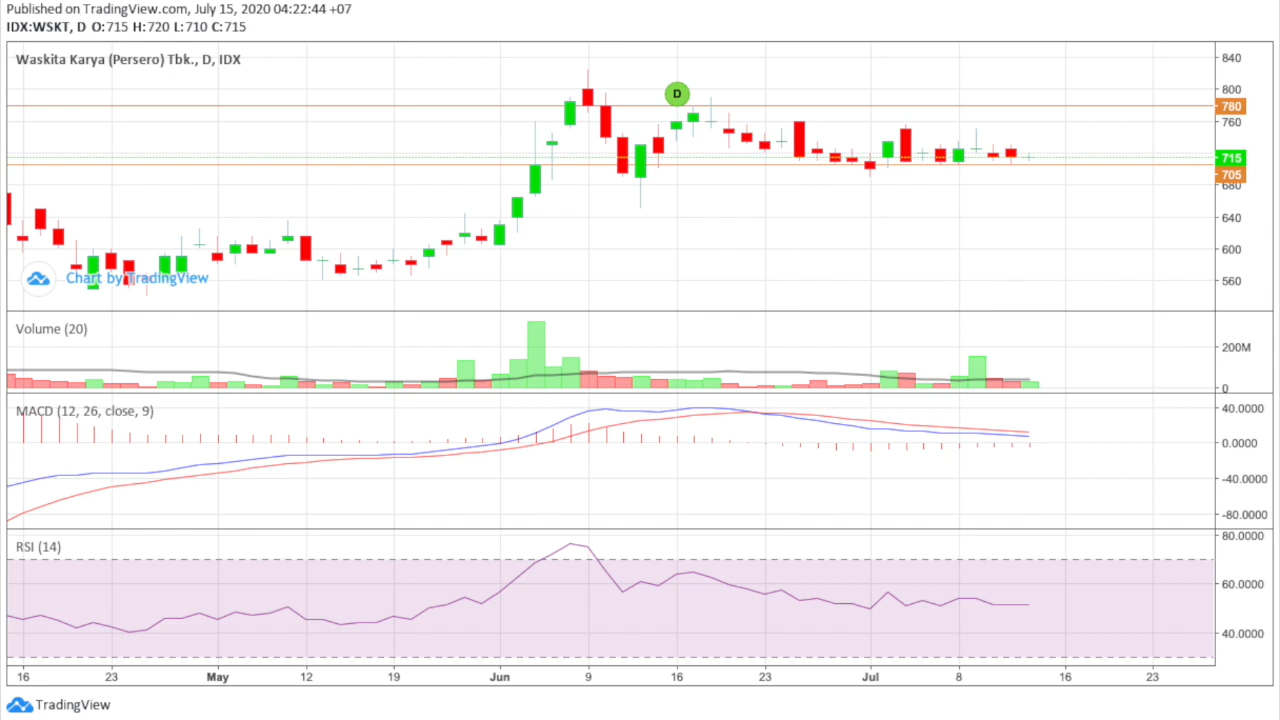 Published on TradingView.com, July 15, 2020 04:22:44 +07
IDX:WSKT, D O:715 H:720 L:710 C:715
Waskita Karya (Persero) Tbk., D, IDX
D
840
800
780
760
715
705
680
640
600
560
Chart by TradingView
Volume (20)
200M
0
MACD (12, 26, close, 9)
40.0000
0.0000
-40.0000
-80.0000
RSI (14)
80.0000
60.0000
40.0000
16 23 May 12 19 Jun 9 16 23 Jul 8 16 23
TradingView